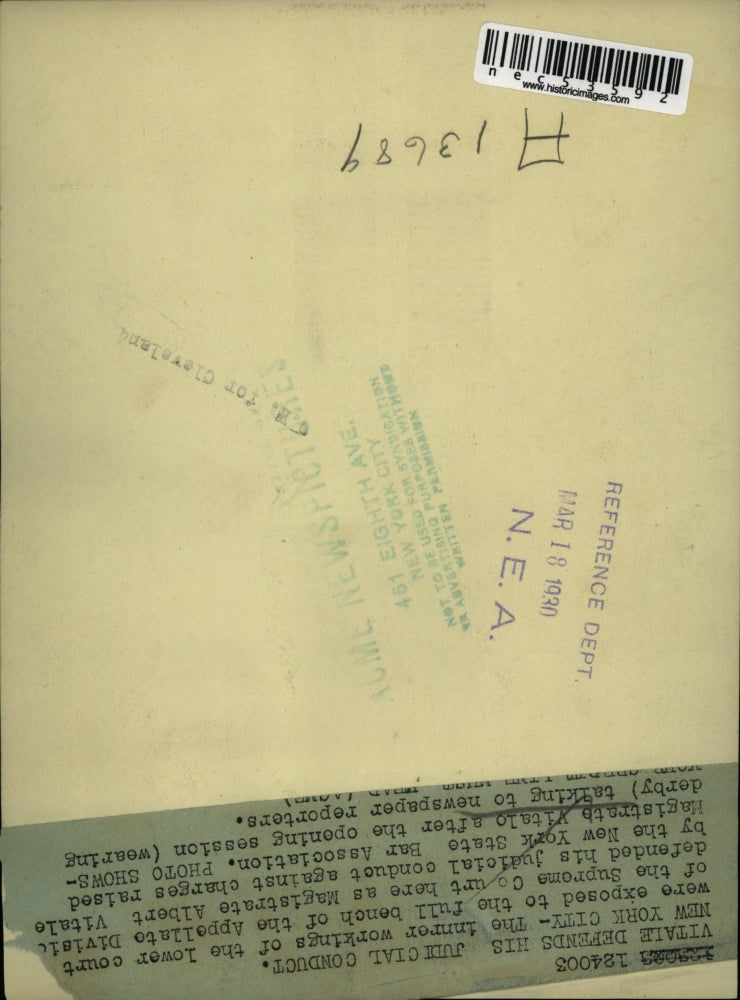 nec53592
www.historicimages.com
A 13689
for Cleveland
ACME NEWSPICTURES
461 EIGHTH AVE.
NEW YORK CITY
NOT TO BE USED FOR SYNDICATION
OR ADVERTISING PURPOSES WITHOUT
WRITTEN PERMISSION
REFERENCE DEPT.
MAR 18 1930
N. E. A.
124003
VITALE DEFENDS HIS JUDICIAL CONDUCT.
NEW YORK CITY- The inner workings of the lower court
were exposed to the full bench of the Appellate Divisi
of the Supreme Court here as Magistrate Albert Vitale
defended his judicial conduct against charges raised
by the New York State Bar Association. PHOTO SHOWS-
Magistrate Vitale after the opening session (wearing
derby) talking to newspaper reporters.